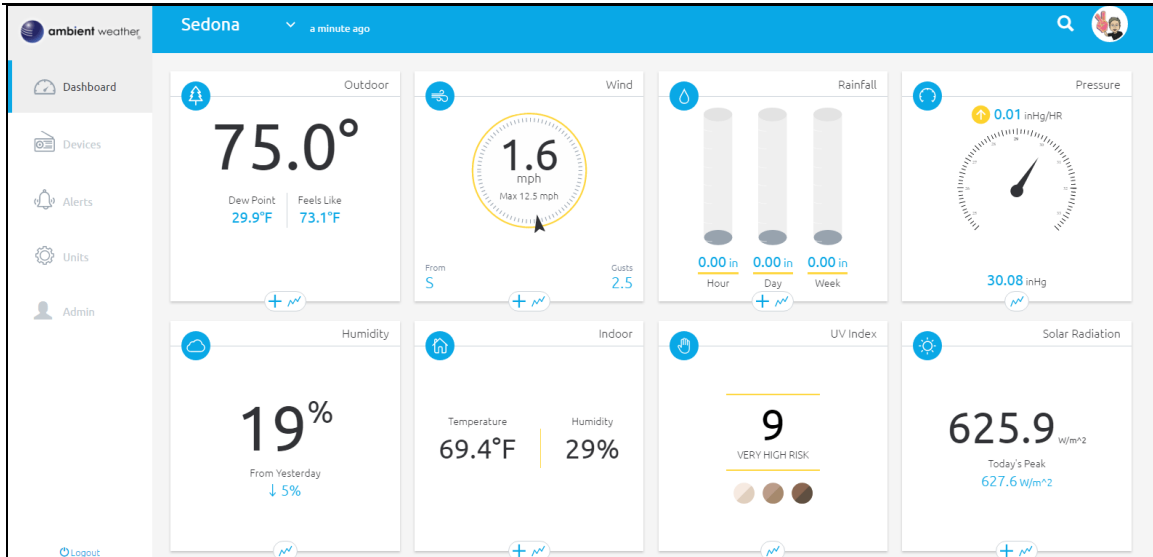 ambient weather
Dashboard
Devices
Alerts
Units
Admin
Logout
Sedona
a minute ago
Outdoor
75.0°
Dew Point
29.9°F
Feels Like
73.1°F
Wind
1.6
mph
Max 12.5 mph
From
S
Gusts
2.5
Rainfall
0.00 in
Hour
0.00 in
Day
0.00 in
Week
Pressure
0.01 inHg/HR
30.08 inHg
Humidity
19%
From Yesterday
↓ 5%
Indoor
Temperature
69.4°F
Humidity
29%
UV Index
9
VERY HIGH RISK
Solar Radiation
625.9 W/m^2
Today's Peak
627.6 W/m^2